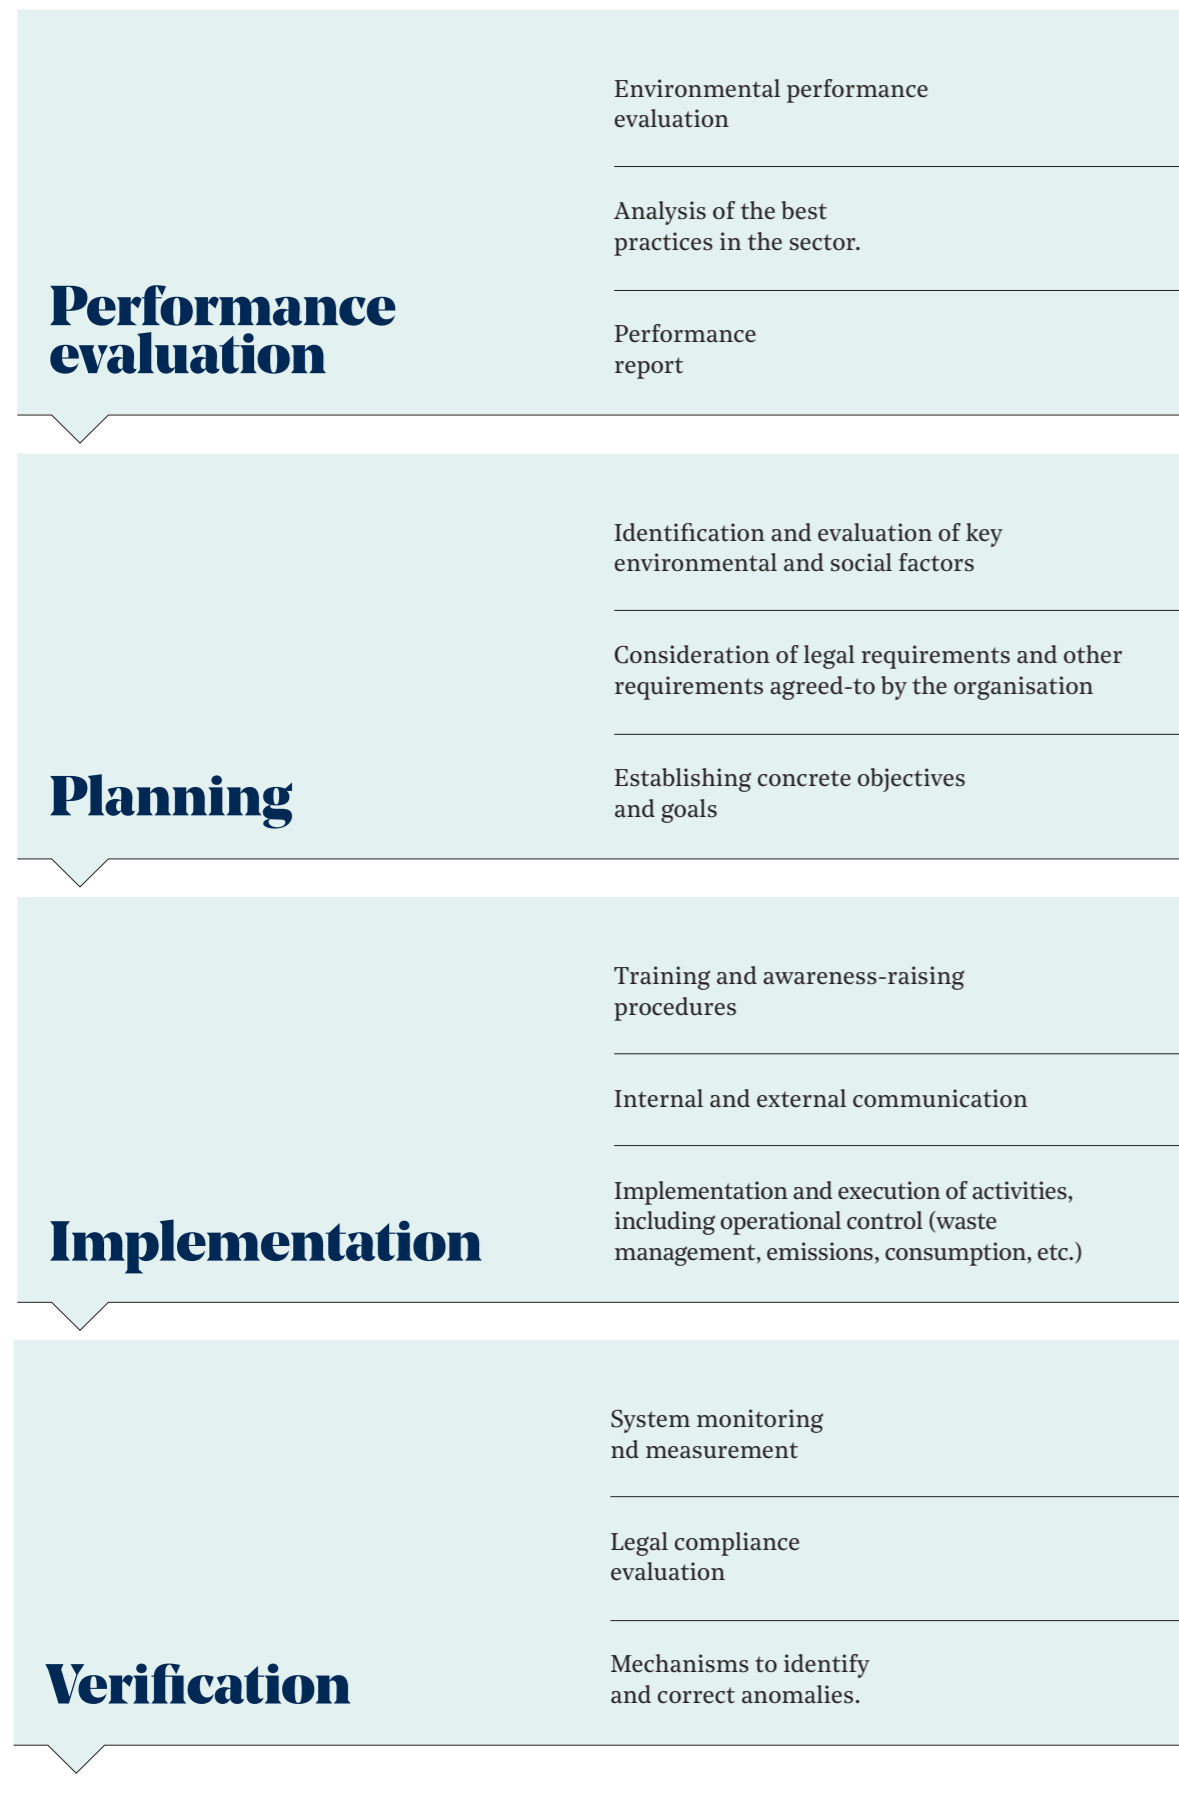 Performance
evaluation
Environmental performance
evaluation
Analysis of the best
practices in the sector.
Performance
report
Planning
Identification and evaluation of key
environmental and social factors
Consideration of legal requirements and other
requirements agreed-to by the organisation
Establishing concrete objectives
and goals
Implementation
Training and awareness-raising
procedures
Internal and external communication
Implementation and execution of activities,
including operational control (waste
management, emissions, consumption, etc.)
Verification
System monitoring
nd measurement
Legal compliance
evaluation
Mechanisms to identify
and correct anomalies.